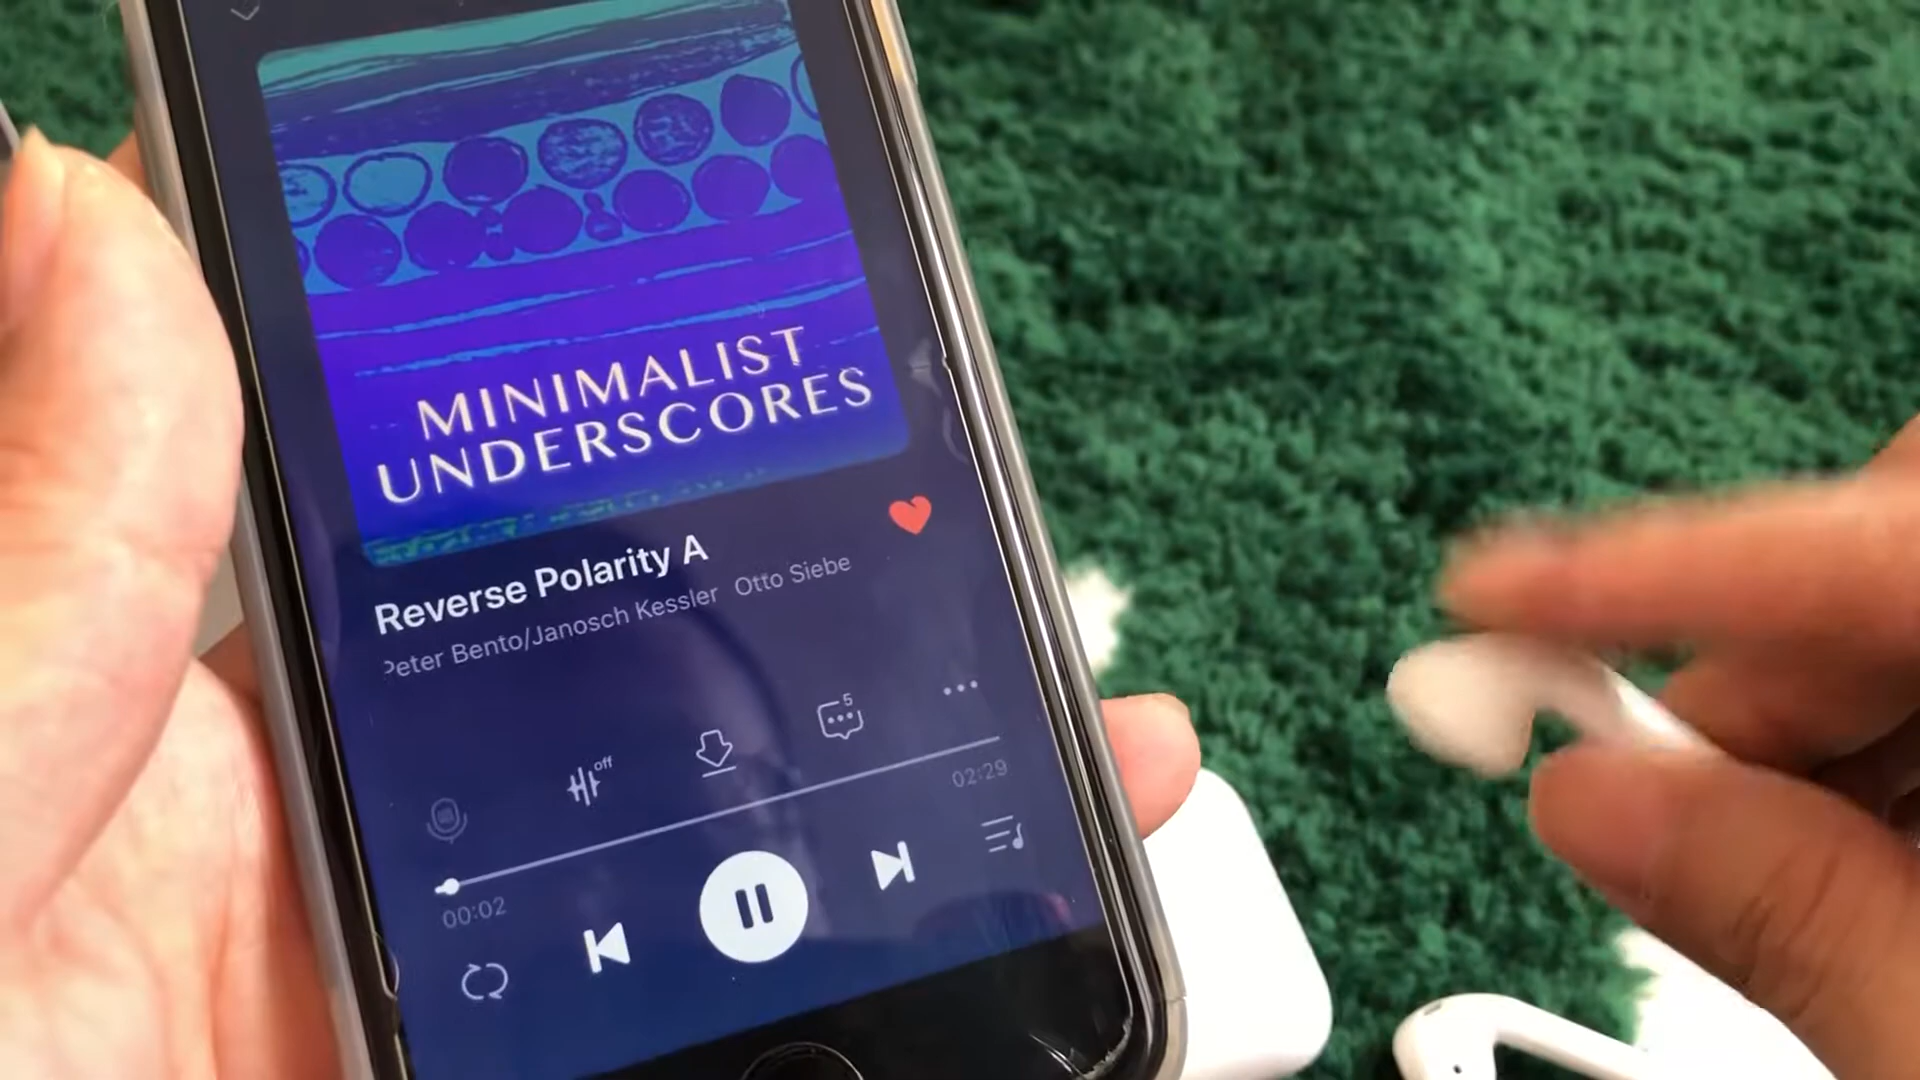 MINIMALIST
UNDERSCORES
Reverse Polarity A
Peter Bento/Janosch Kessler Otto Siebe
5
off
02:29
00:02